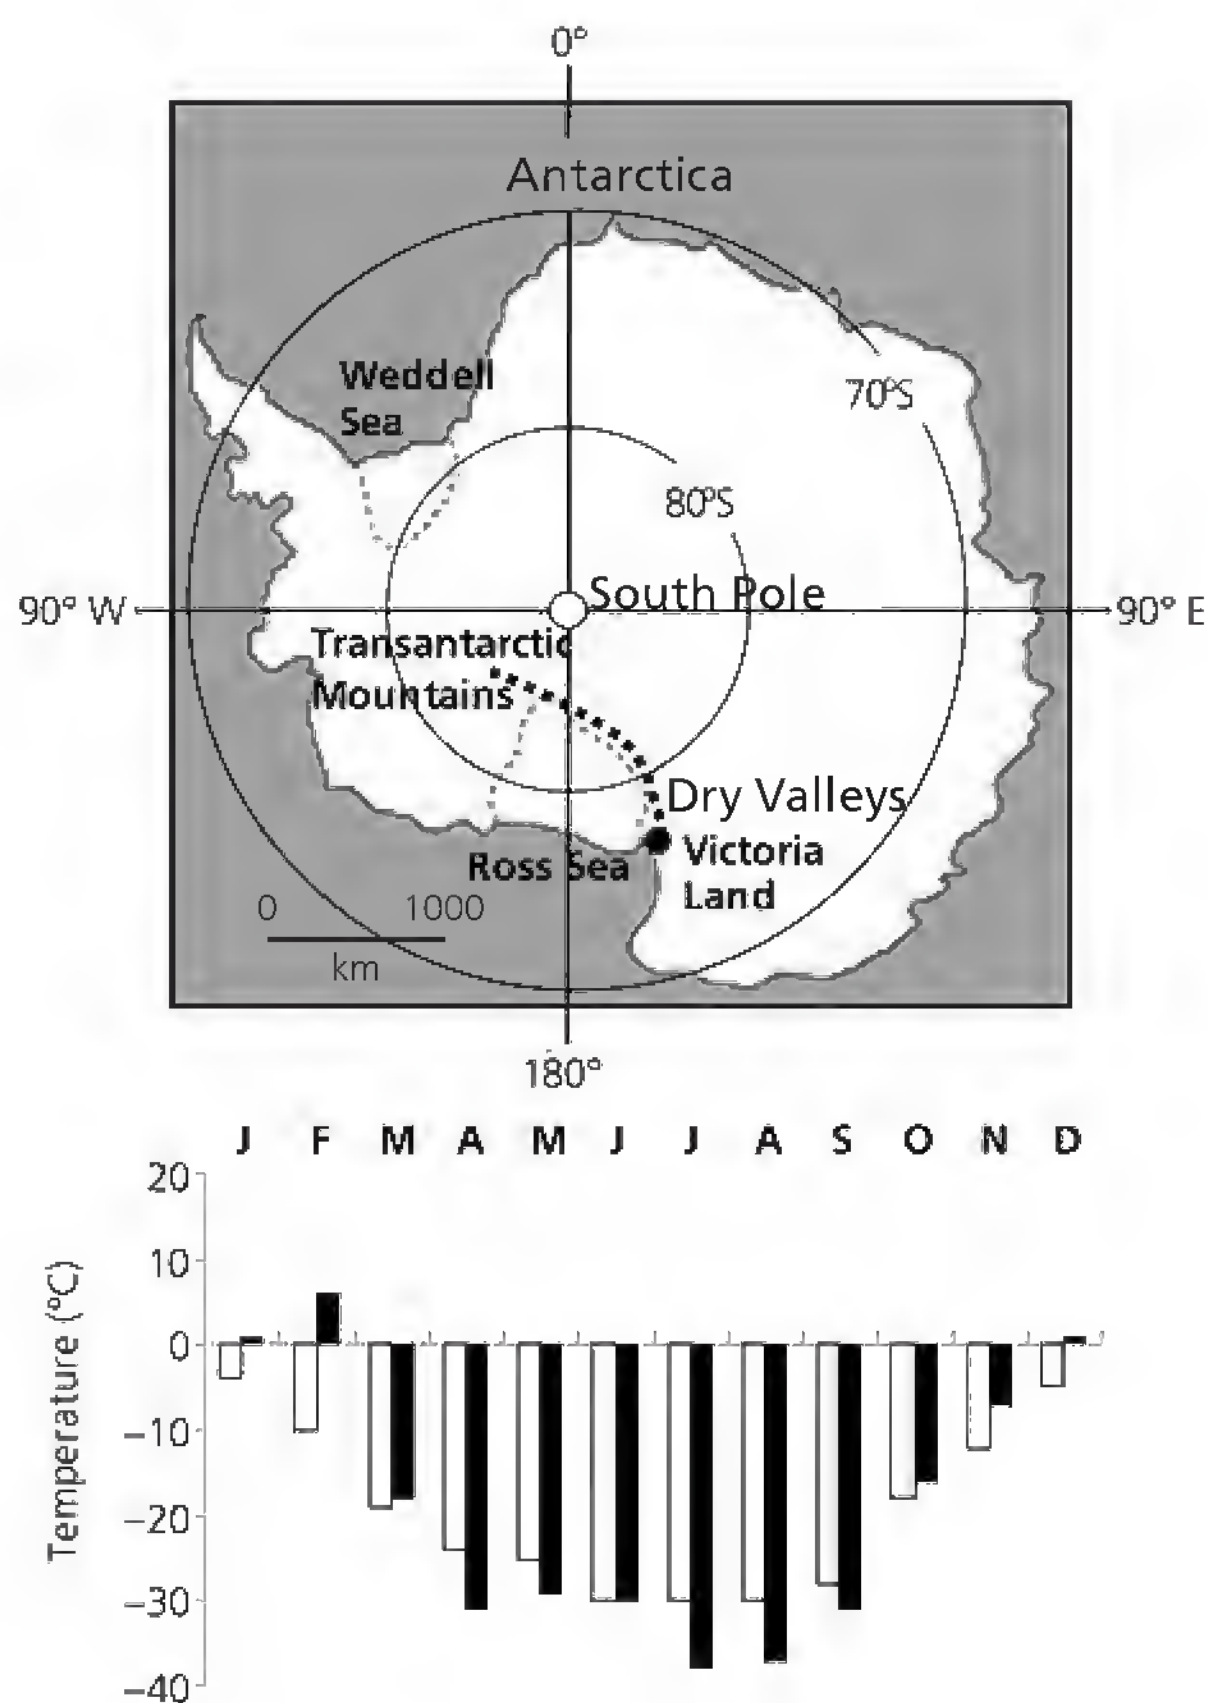 0°
Antarctica
Weddell
Sea
70°S
80°S
90° W
South Pole
90° E
Transantarctic
Mountains
Dry Valleys
Ross Sea
Victoria
Land
0 1000
km
180°
J F M A M J J A S O N D
20
10
0
−10
−20
−30
−40
Temperature (°C)